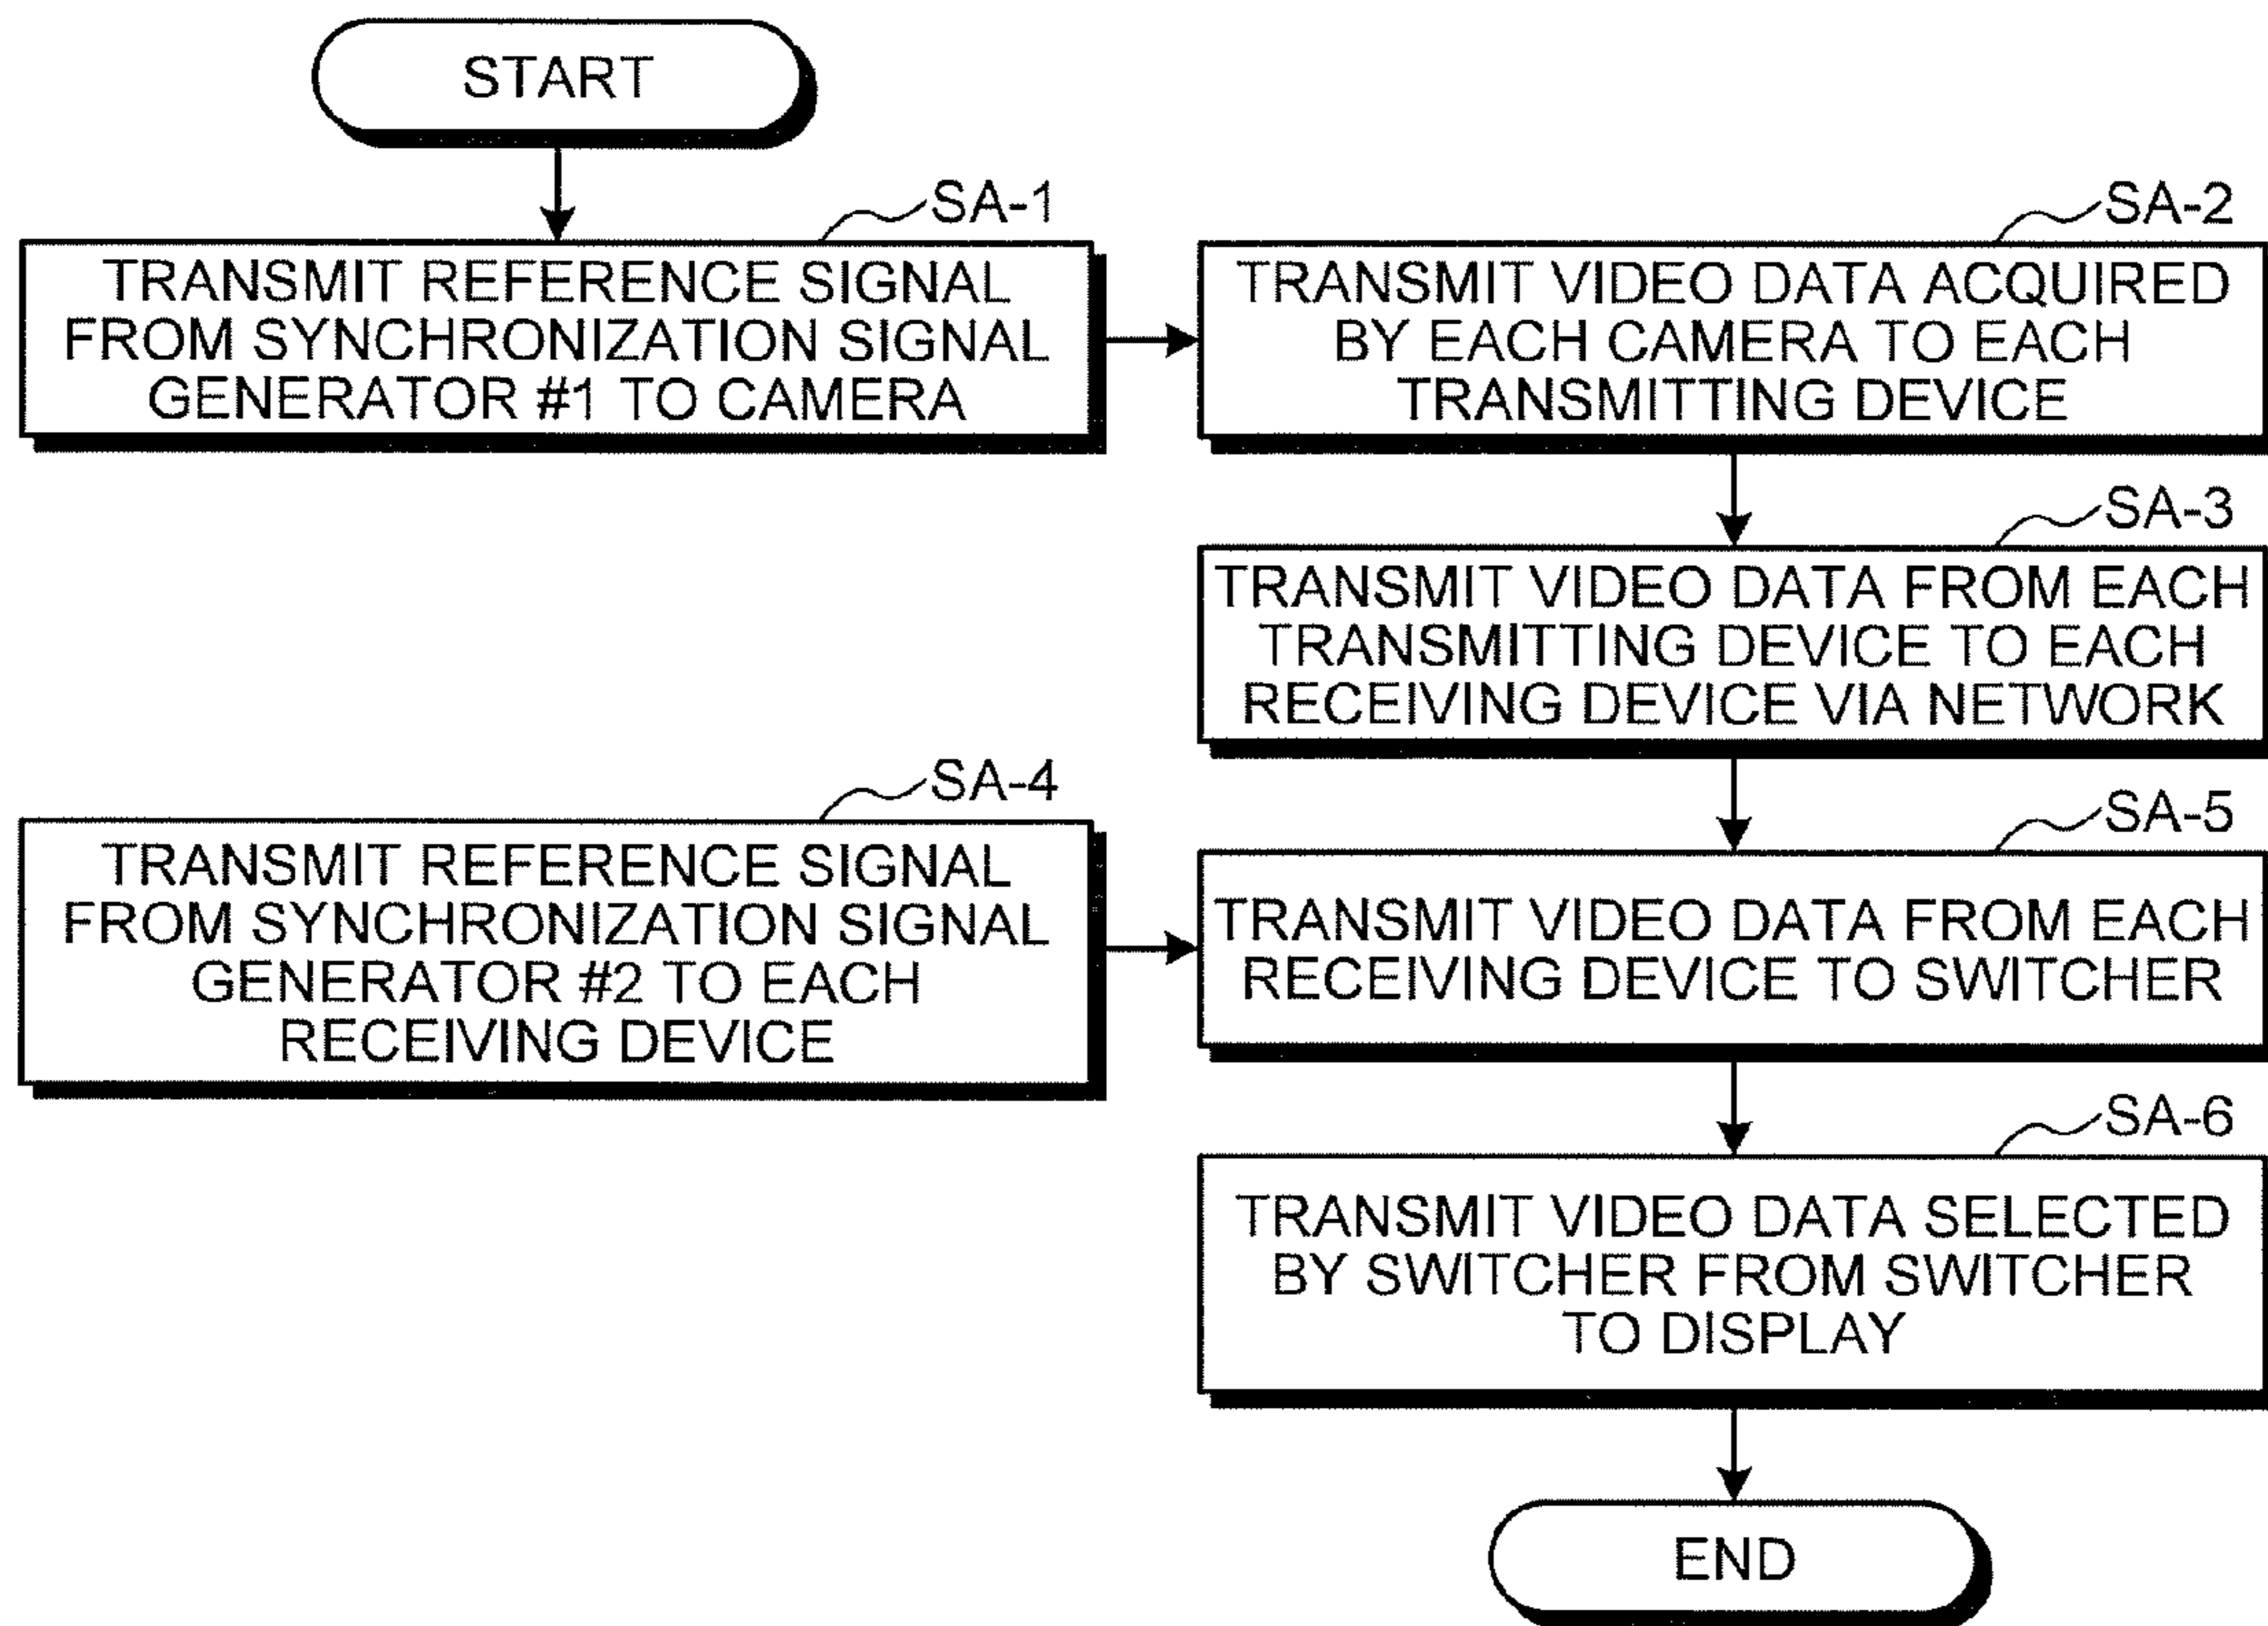 START
SA-1
TRANSMIT REFERENCE SIGNAL
FROM SYNCHRONIZATION SIGNAL
GENERATOR #1 TO CAMERA
SA-2
TRANSMIT VIDEO DATA ACQUIRED
BY EACH CAMERA TO EACH
TRANSMITTING DEVICE
SA-3
TRANSMIT VIDEO DATA FROM EACH
TRANSMITTING DEVICE TO EACH
RECEIVING DEVICE VIA NETWORK
SA-4
TRANSMIT REFERENCE SIGNAL
FROM SYNCHRONIZATION SIGNAL
GENERATOR #2 TO EACH
RECEIVING DEVICE
SA-5
TRANSMIT VIDEO DATA FROM EACH
RECEIVING DEVICE TO SWITCHER
SA-6
TRANSMIT VIDEO DATA SELECTED
BY SWITCHER FROM SWITCHER
TO DISPLAY
END